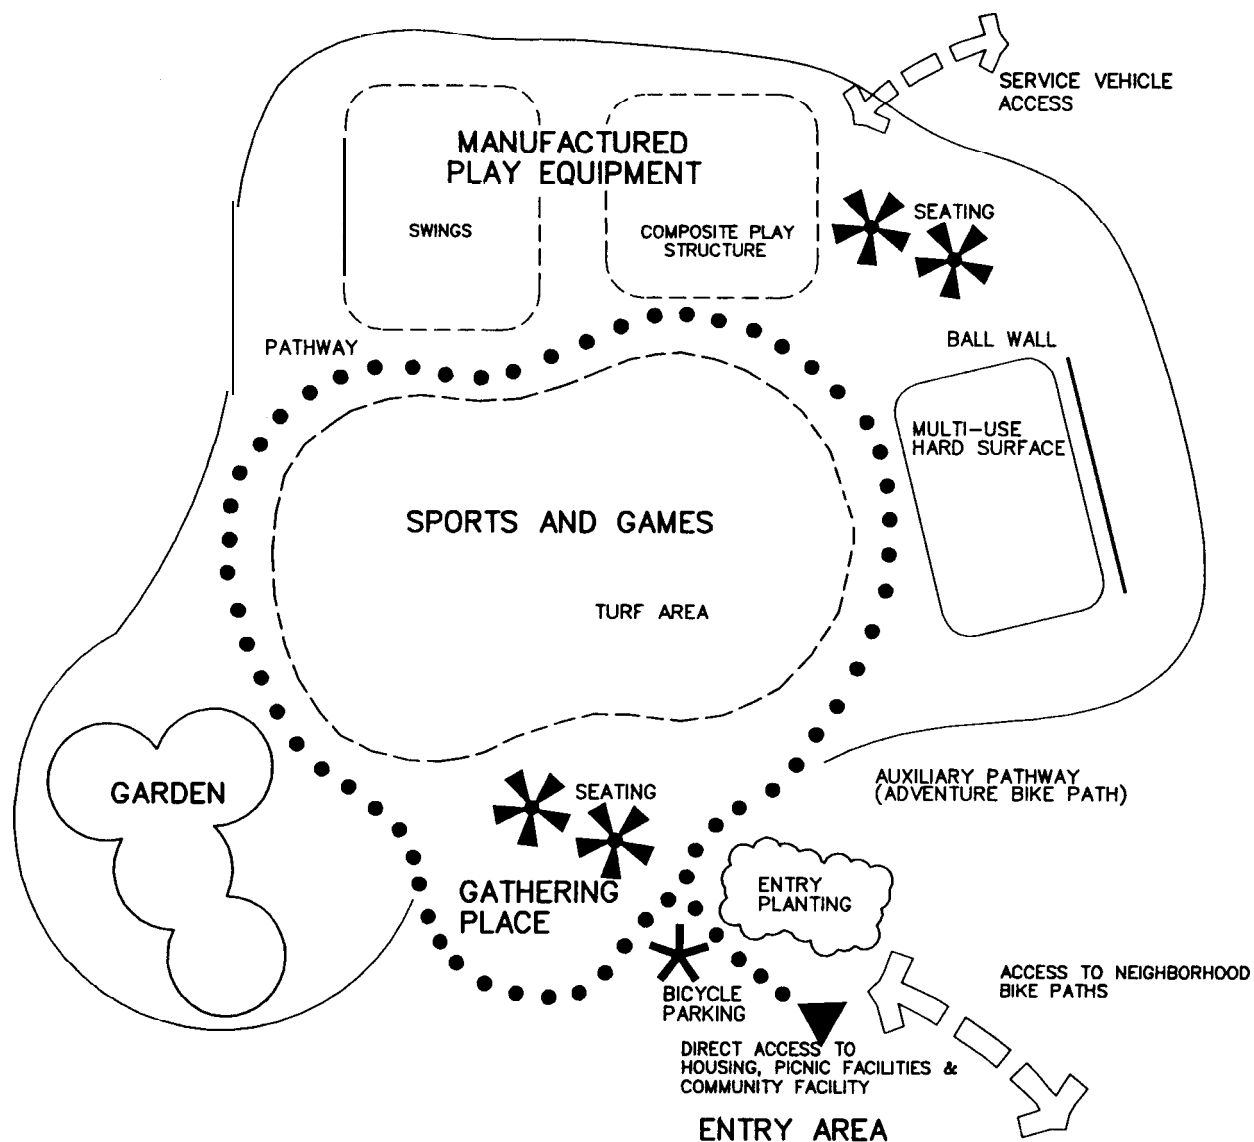 SERVICE VEHICLE
ACCESS
MANUFACTURED
PLAY EQUIPMENT
SWINGS
COMPOSITE PLAY
STRUCTURE
SEATING
PATHWAY
BALL WALL
MULTI-USE
HARD SURFACE
SPORTS AND GAMES
TURF AREA
GARDEN
SEATING
AUXILIARY PATHWAY
(ADVENTURE BIKE PATH)
GATHERING
PLACE
ENTRY
PLANTING
BICYCLE
PARKING
ACCESS TO NEIGHBORHOOD
BIKE PATHS
DIRECT ACCESS TO
HOUSING, PICNIC FACILITIES &
COMMUNITY FACILITY
ENTRY AREA